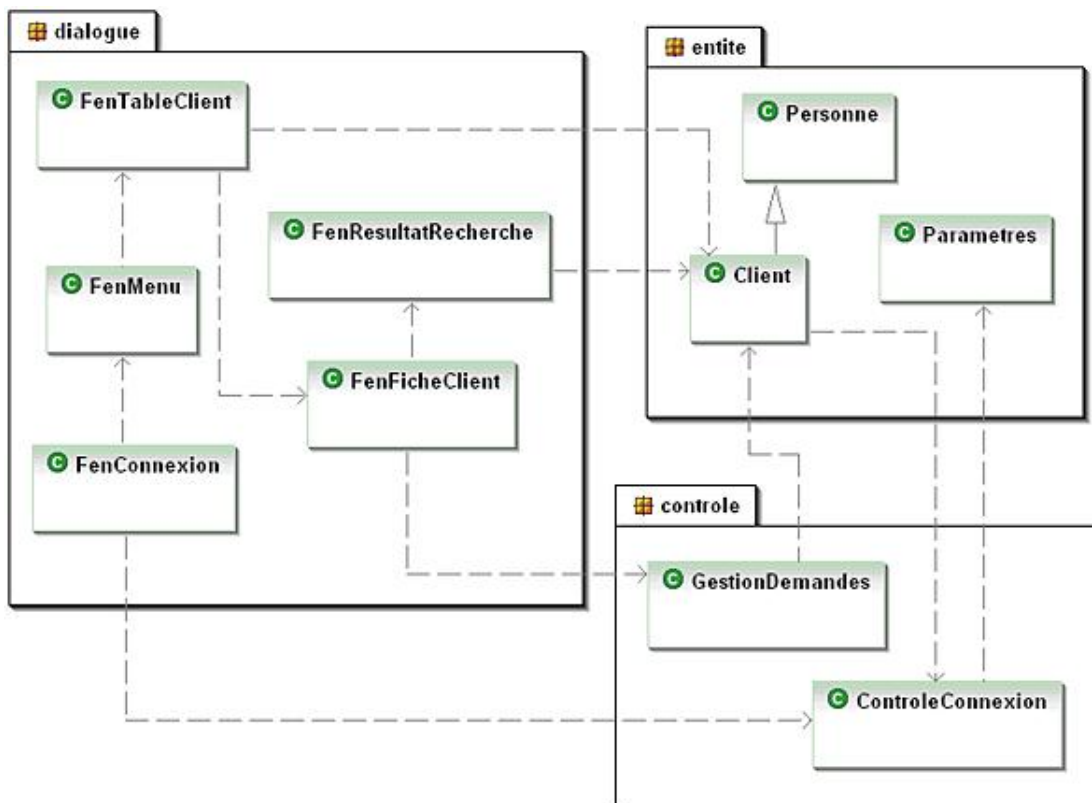 dialogue
FenTableClient
FenResultatRecherche
FenMenu
FenFicheClient
FenConnexion
entite
Personne
Parametres
Client
controle
GestionDemandes
ControleConnexion